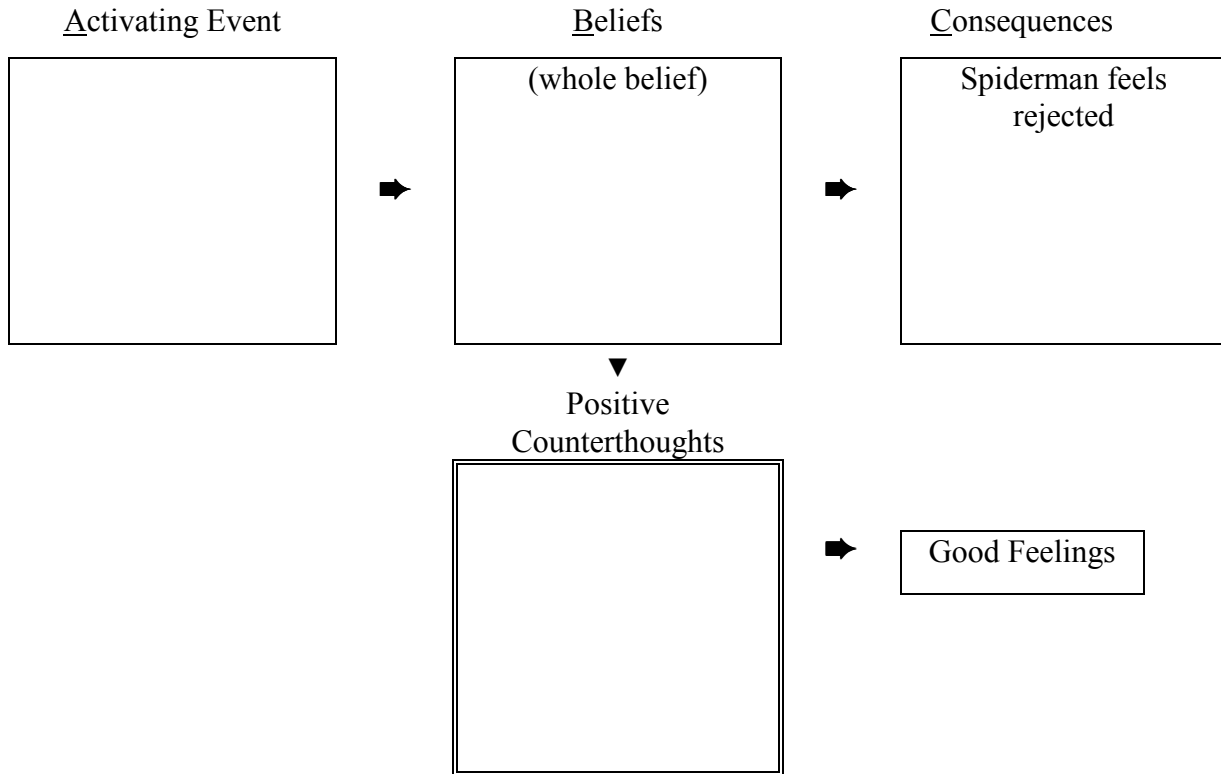 Activating Event
Beliefs
Consequences
(whole belief)
Spiderman feels
rejected
Positive
Counterthoughts
Good Feelings